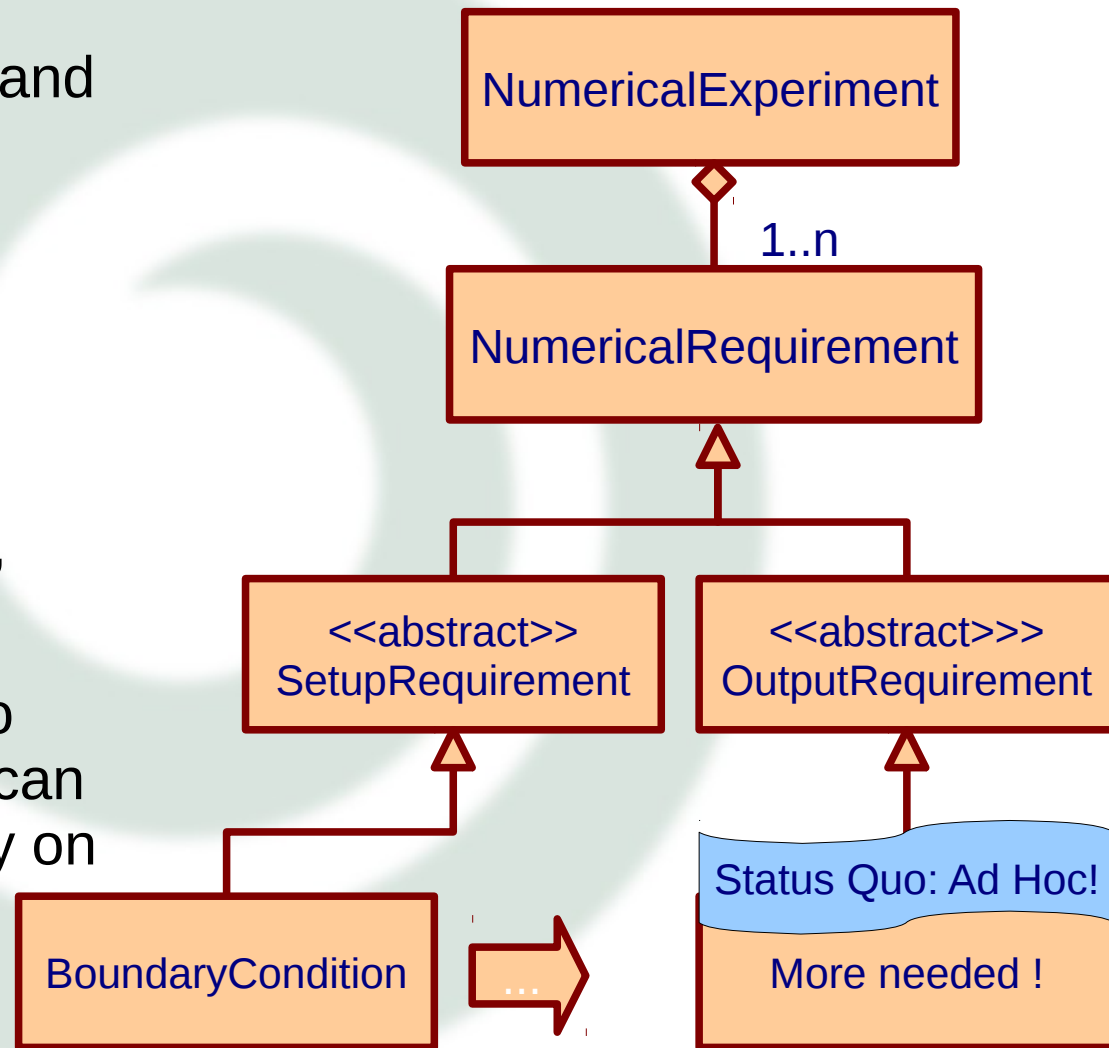 and
NumericalExperiment
1..n
NumericalRequirement
,
<<abstract>>
SetupRequirement
<<abstract>>>
OutputRequirement
can
y on
Status Quo: Ad Hoc!
BoundaryCondition
...
More needed !